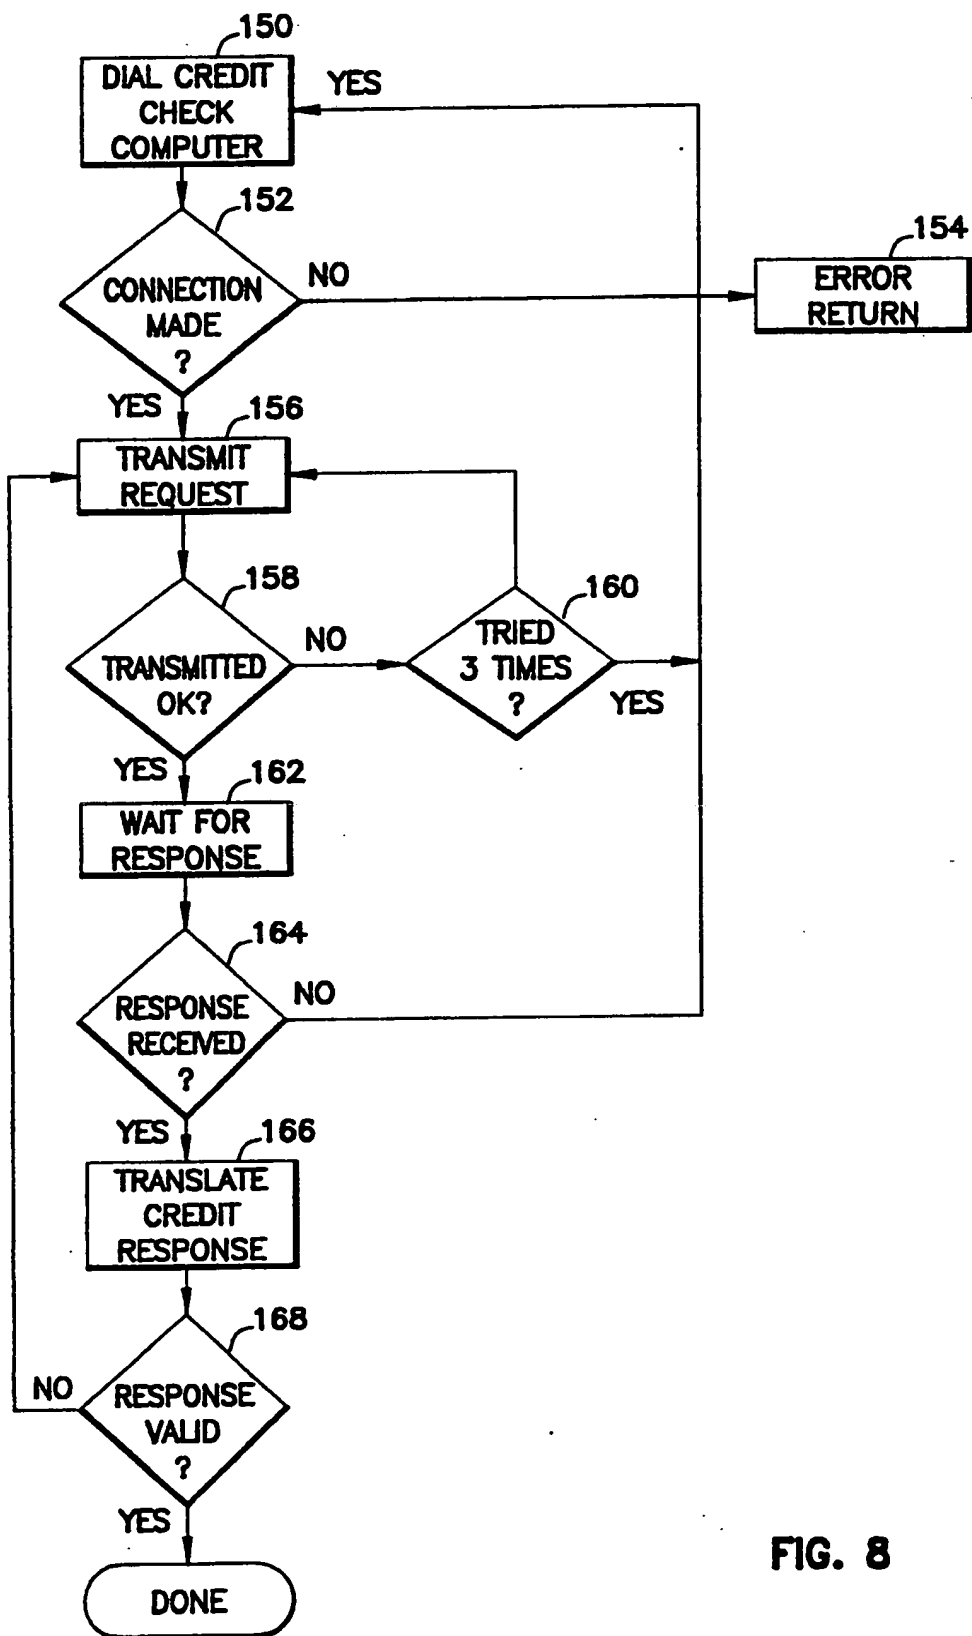 150
DIAL CREDIT
CHECK
COMPUTER
YES
152
CONNECTION
MADE
?
NO
154
ERROR
RETURN
YES
156
TRANSMIT
REQUEST
158
TRANSMITTED
OK?
NO
160
TRIED
3 TIMES
?
YES
YES
162
WAIT FOR
RESPONSE
164
RESPONSE
RECEIVED
?
NO
YES
166
TRANSLATE
CREDIT
RESPONSE
168
RESPONSE
VALID
?
NO
YES
DONE
FIG. 8